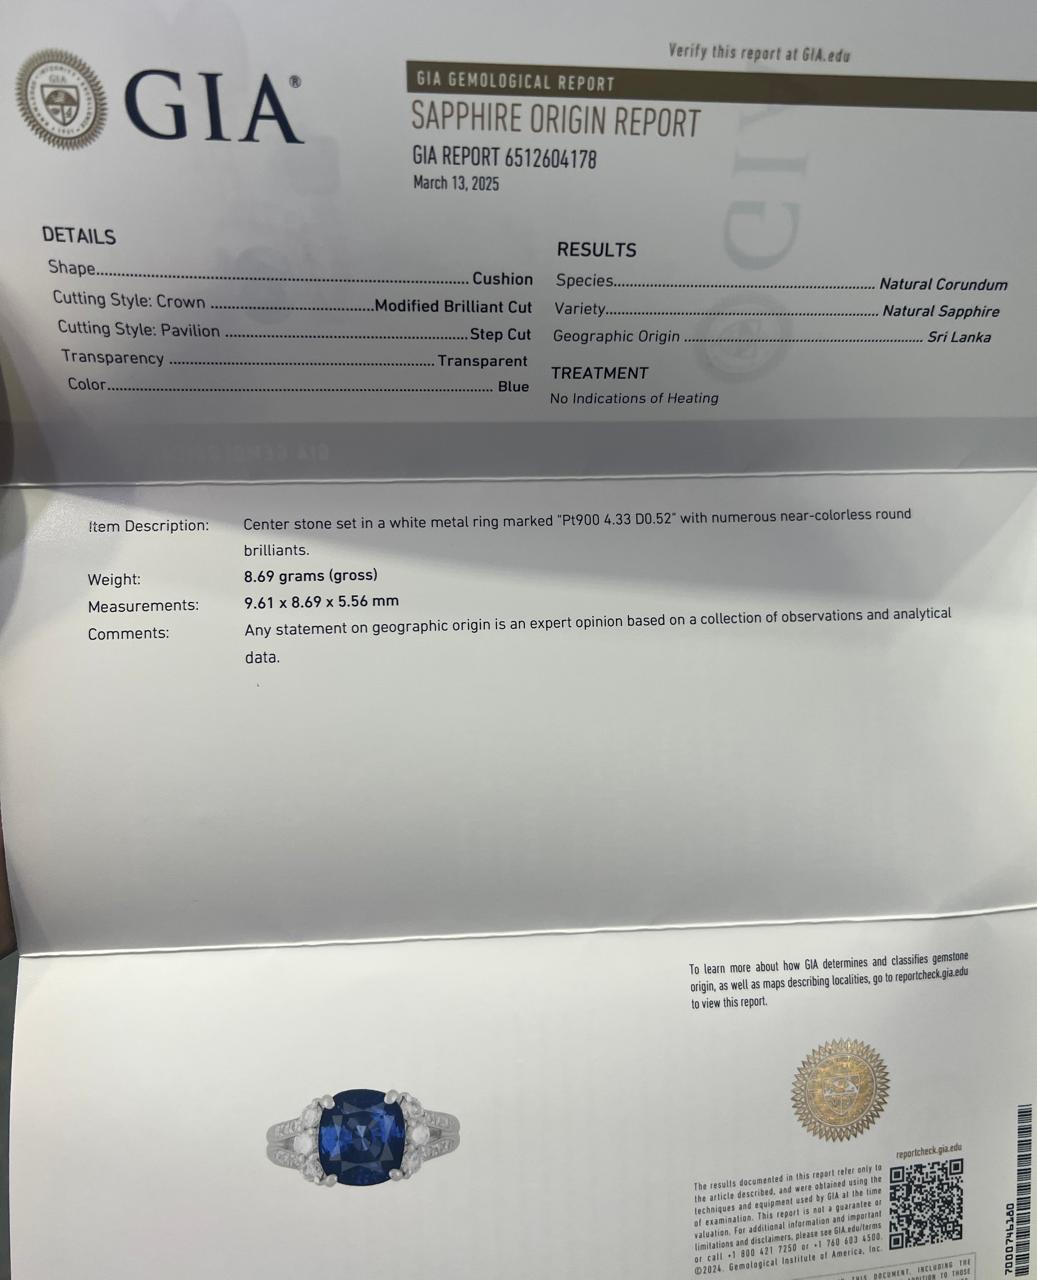 Verify this report at GIA.edu
GIA®
GIA GEMOLOGICAL REPORT
SAPPHIRE ORIGIN REPORT
GIA REPORT 6512604178
March 13, 2025
DETAILS
Shape.......... Cushion
Cutting Style: Crown ..........Modified Brilliant Cut
Cutting Style: Pavilion .......... Step Cut
Transparency .......... Transparent
Color.......... Blue
RESULTS
Species.......... Natural Corundum
Variety.......... Natural Sapphire
Geographic Origin .......... Sri Lanka
TREATMENT
No Indications of Heating
Item Description: Center stone set in a white metal ring marked "Pt900 4.33 D0.52" with numerous near-colorless round
brilliants.
Weight: 8.69 grams (gross)
Measurements: 9.61 x 8.69 x 5.56 mm
Comments: Any statement on geographic origin is an expert opinion based on a collection of observations and analytical
data.
To learn more about how GIA determines and classifies gemstone
origin, as well as maps describing localities, go to reportcheck.gia.edu
to view this report.
reportcheck.gia.edu
The results documented in this report refer only to
the article described, and were obtained using the
techniques and equipment used by GIA at the time
of examination. This report is not a guarantee or
valuation. For additional information and important
limitations and disclaimers, please see GIA.edu/terms
or call +1 800 421 7250 or +1 760 603 4500.
©2024. Gemological Institute of America, Inc.
7000746180
THIS DOCUMENT, INCLUDING THE
TO THOSE